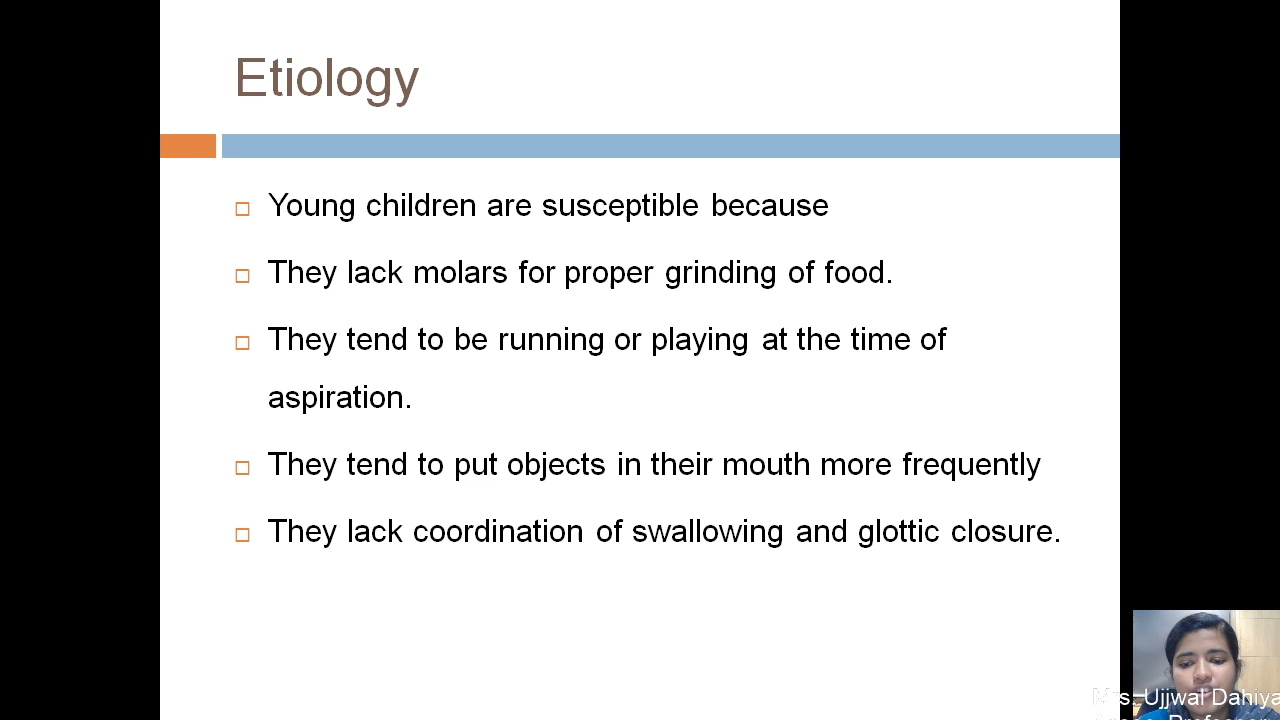 Etiology
Young children are susceptible because
They lack molars for proper grinding of food.
They tend to be running or playing at the time of
aspiration.
They tend to put objects in their mouth more frequently
They lack coordination of swallowing and glottic closure.
Mrs. Ujjwal Dahiya